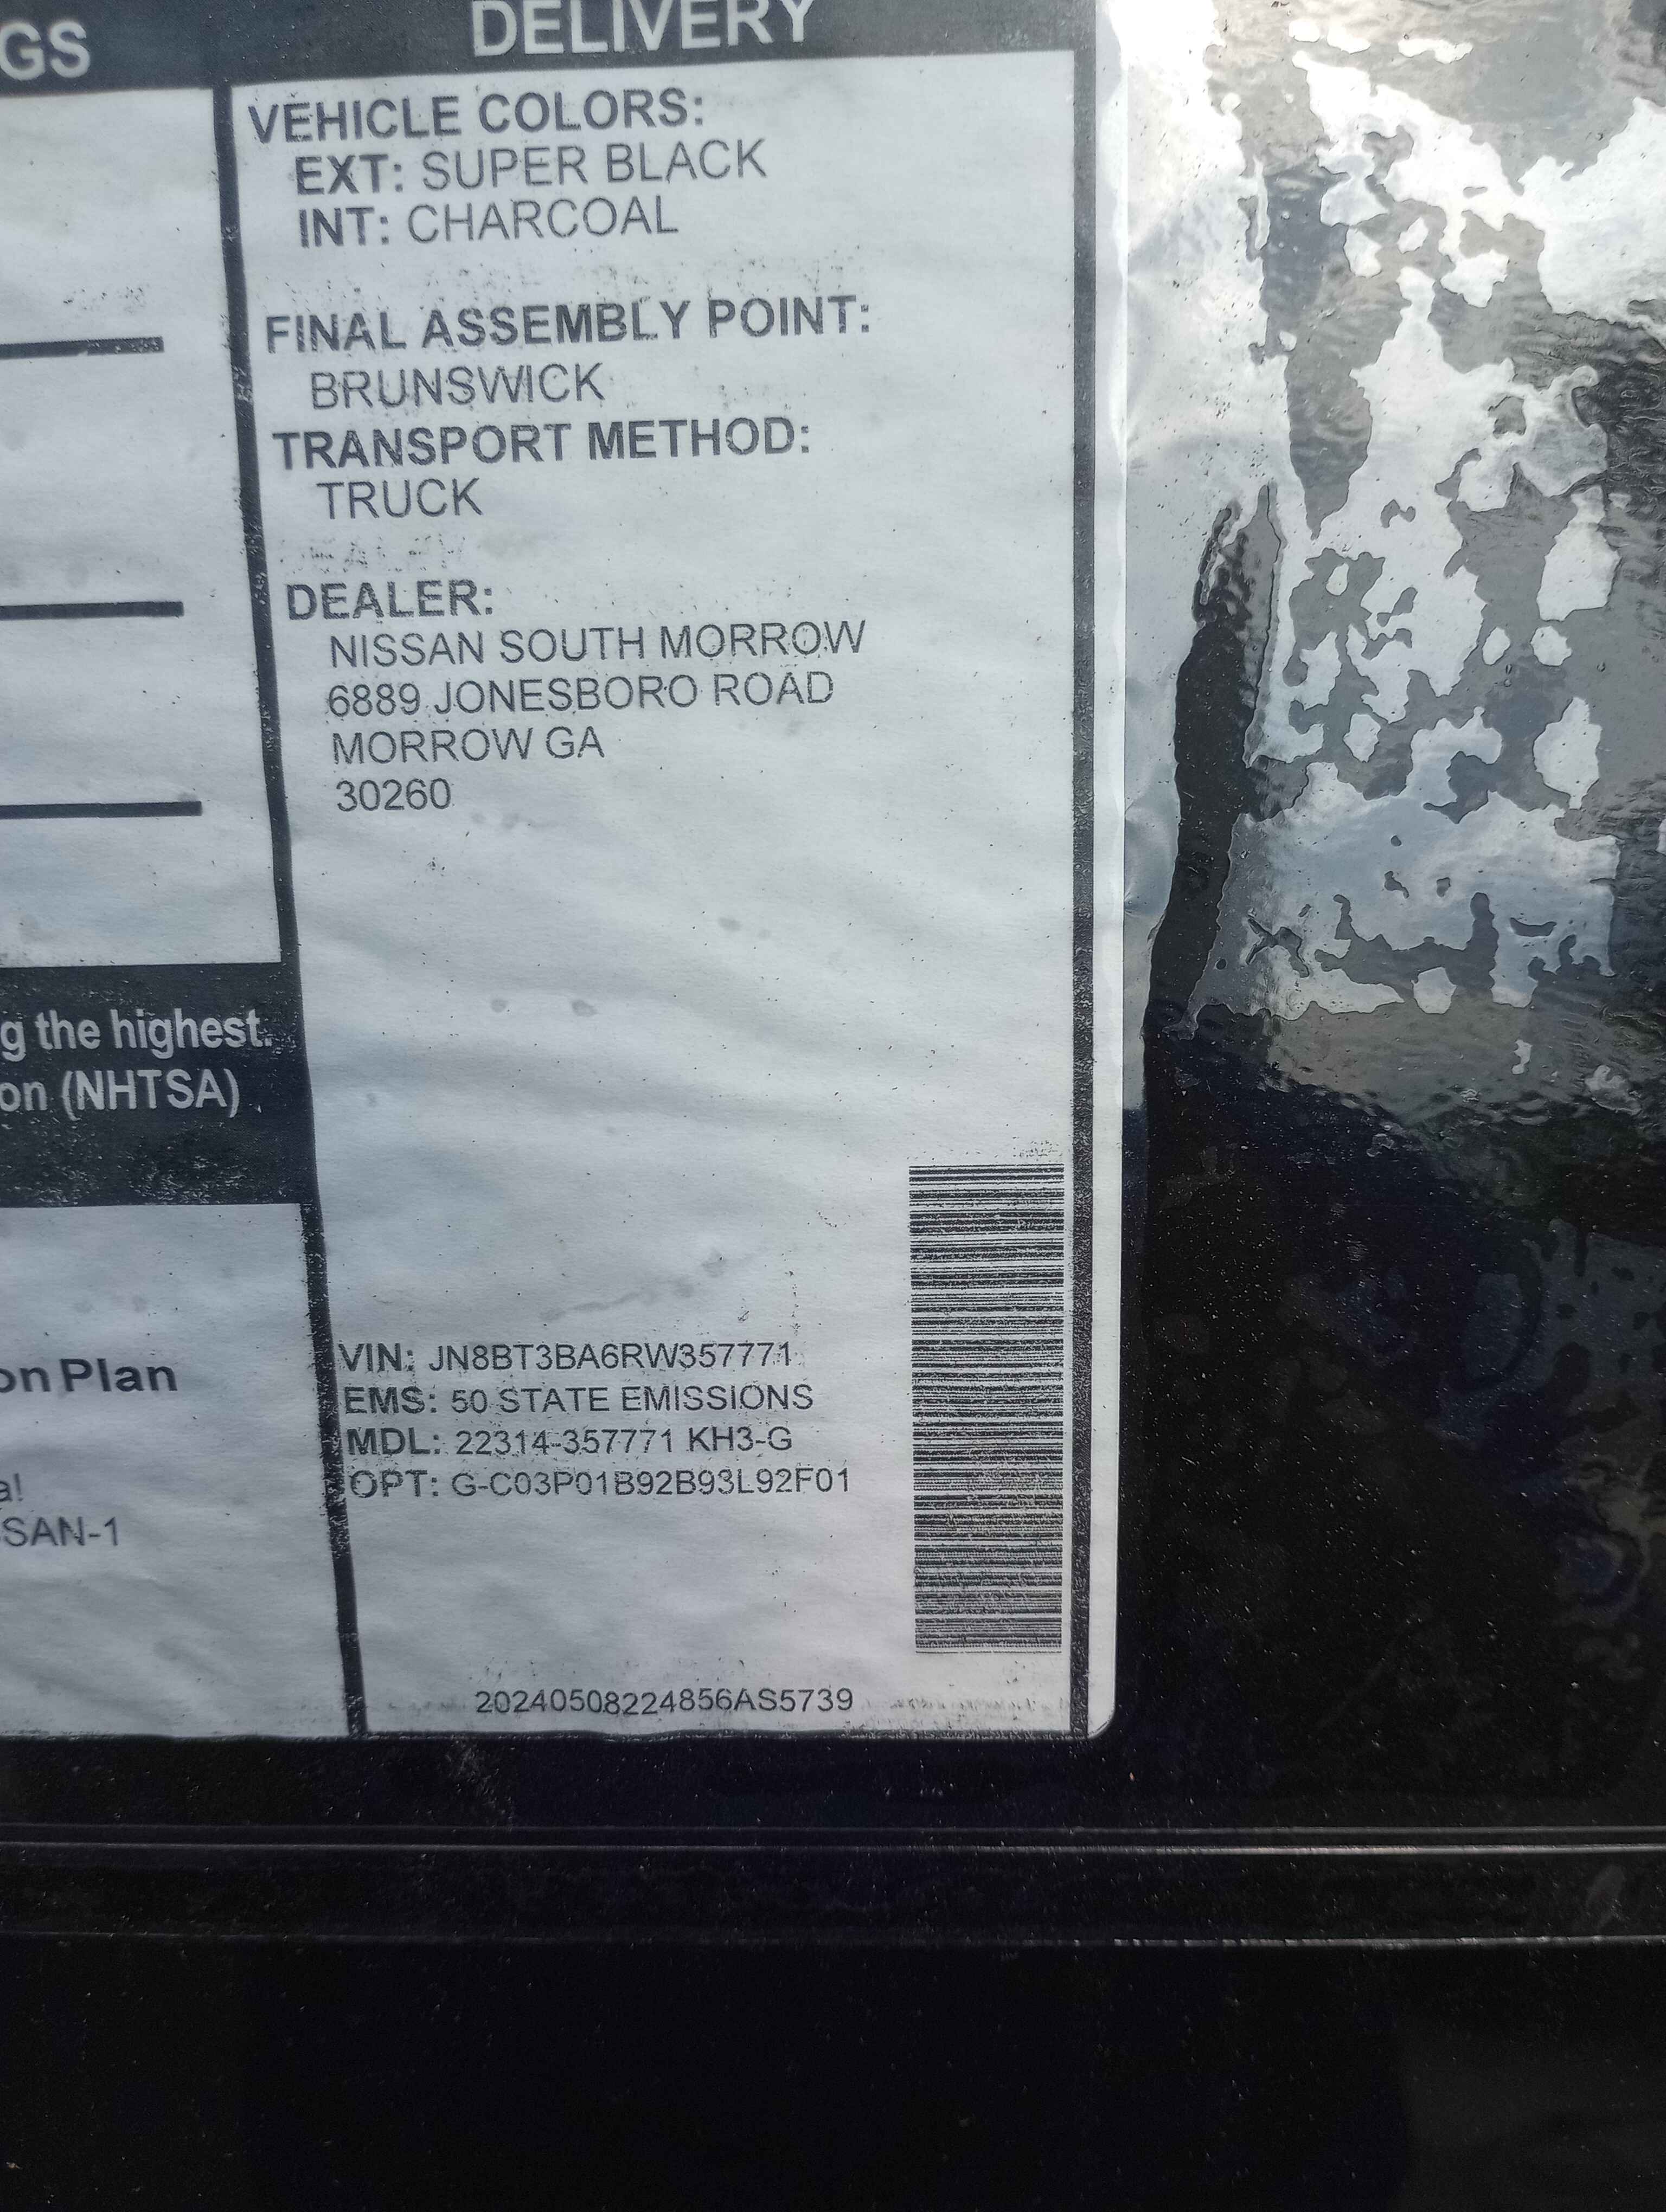 GS
DELIVERY
VEHICLE COLORS:
EXT: SUPER BLACK
INT: CHARCOAL
FINAL ASSEMBLY POINT:
BRUNSWICK
TRANSPORT METHOD:
TRUCK
DEALER:
NISSAN SOUTH MORROW
6889 JONESBORO ROAD
MORROW GA
30260
g the highest.
on (NHTSA)
on Plan
a!
SSAN-1
VIN: JN8BT3BA6RW357771
EMS: 50 STATE EMISSIONS
MDL: 22314-357771 KH3-G
OPT: G-C03P01B92B93L92F01
20240508224856AS5739